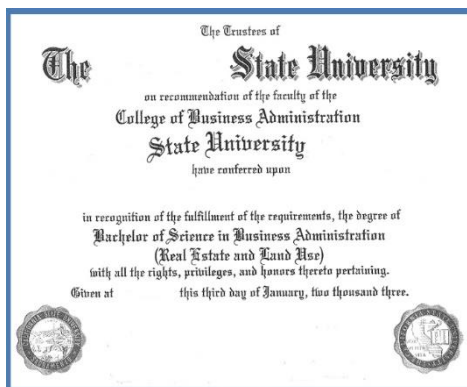 The Trustees of
The State University
on recommendation of the faculty of the
College of Business Administration
State University
have conferred upon
in recognition of the fulfillment of the requirements, the degree of
Bachelor of Science in Business Administration
(Real Estate and Land Use)
with all the rights, privileges, and honors thereto pertaining.
Given at this third day of January, two thousand three.